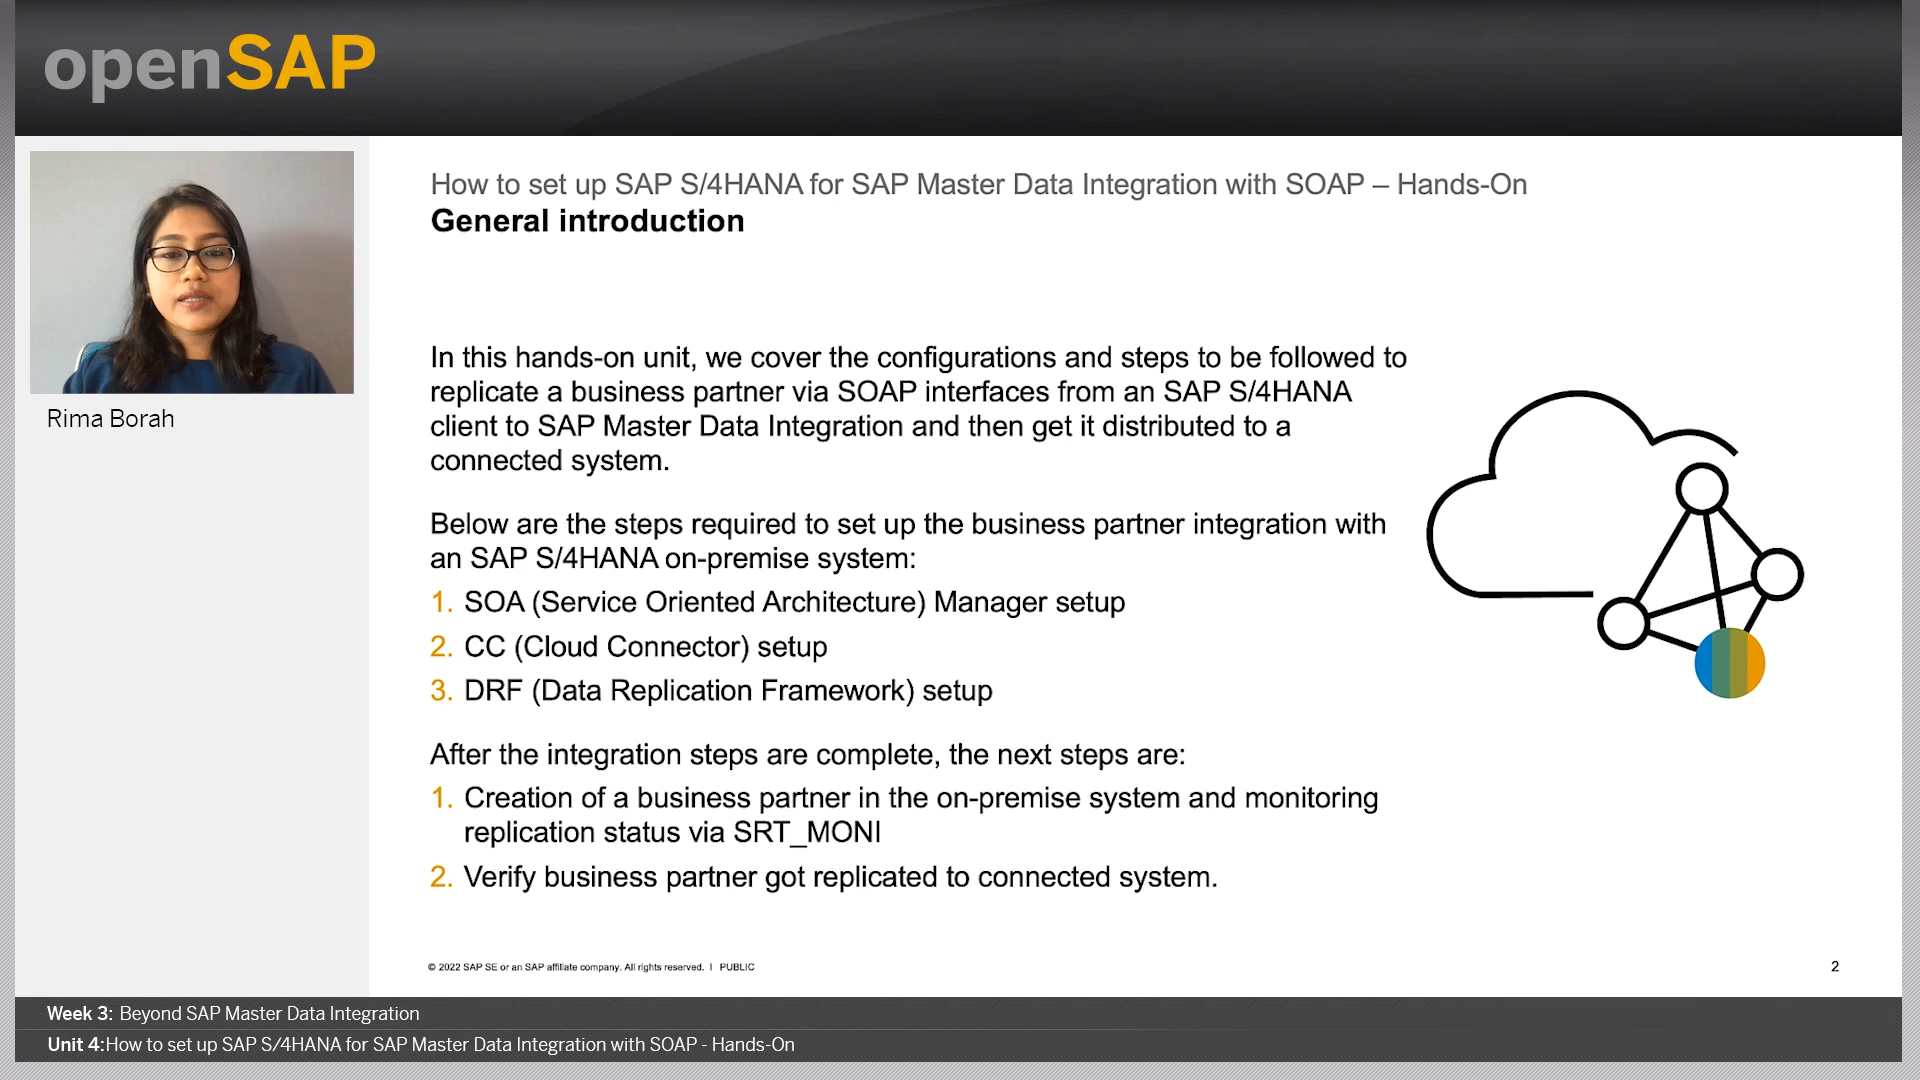 openSAP
Rima Borah
How to set up SAP S/4HANA for SAP Master Data Integration with SOAP – Hands-On
General introduction
In this hands-on unit, we cover the configurations and steps to be followed to
replicate a business partner via SOAP interfaces from an SAP S/4HANA
client to SAP Master Data Integration and then get it distributed to a
connected system.
Below are the steps required to set up the business partner integration with
an SAP S/4HANA on-premise system:
1. SOA (Service Oriented Architecture) Manager setup
2. CC (Cloud Connector) setup
3. DRF (Data Replication Framework) setup
After the integration steps are complete, the next steps are:
1. Creation of a business partner in the on-premise system and monitoring
replication status via SRT_MONI
2. Verify business partner got replicated to connected system.
© 2022 SAP SE or an SAP affiliate company. All rights reserved. | PUBLIC
2
Week 3: Beyond SAP Master Data Integration
Unit 4:How to set up SAP S/4HANA for SAP Master Data Integration with SOAP - Hands-On